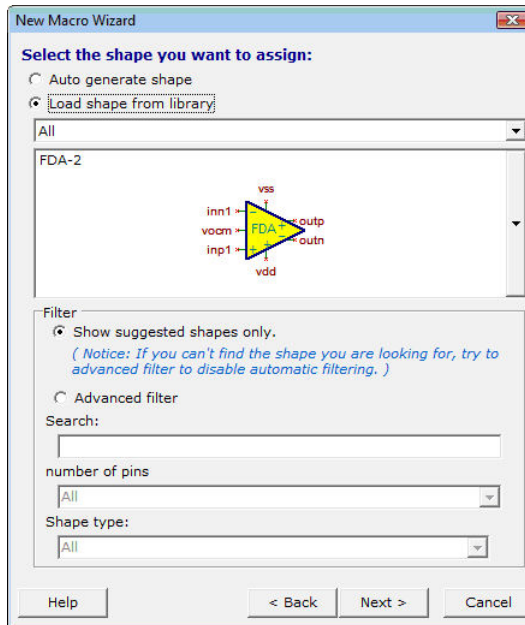 New Macro Wizard
Select the shape you want to assign:
Auto generate shape
Load shape from library
All
FDA-2
vss
inn1
outp
vocm
FDA
outn
inp1
vdd
Filter
Show suggested shapes only.
( Notice: If you can't find the shape you are looking for, try to
advanced filter to disable automatic filtering. )
Advanced filter
Search:
number of pins
All
Shape type:
All
Help
< Back
Next >
Cancel